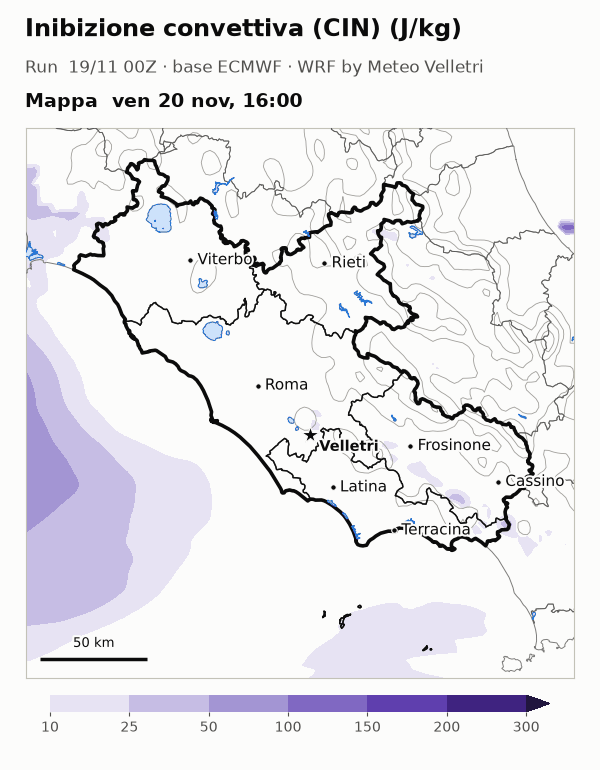 Inibizione convettiva (CIN) (J/kg)
Run  19/11 00Z · base ECMWF · WRF by Meteo Velletri
Mappa  ven 20 nov, 16:00
Viterbo
Rieti
Roma
Velletri
Frosinone
Latina
Cassino
Terracina
50 km
10 25 50 100 150 200 300